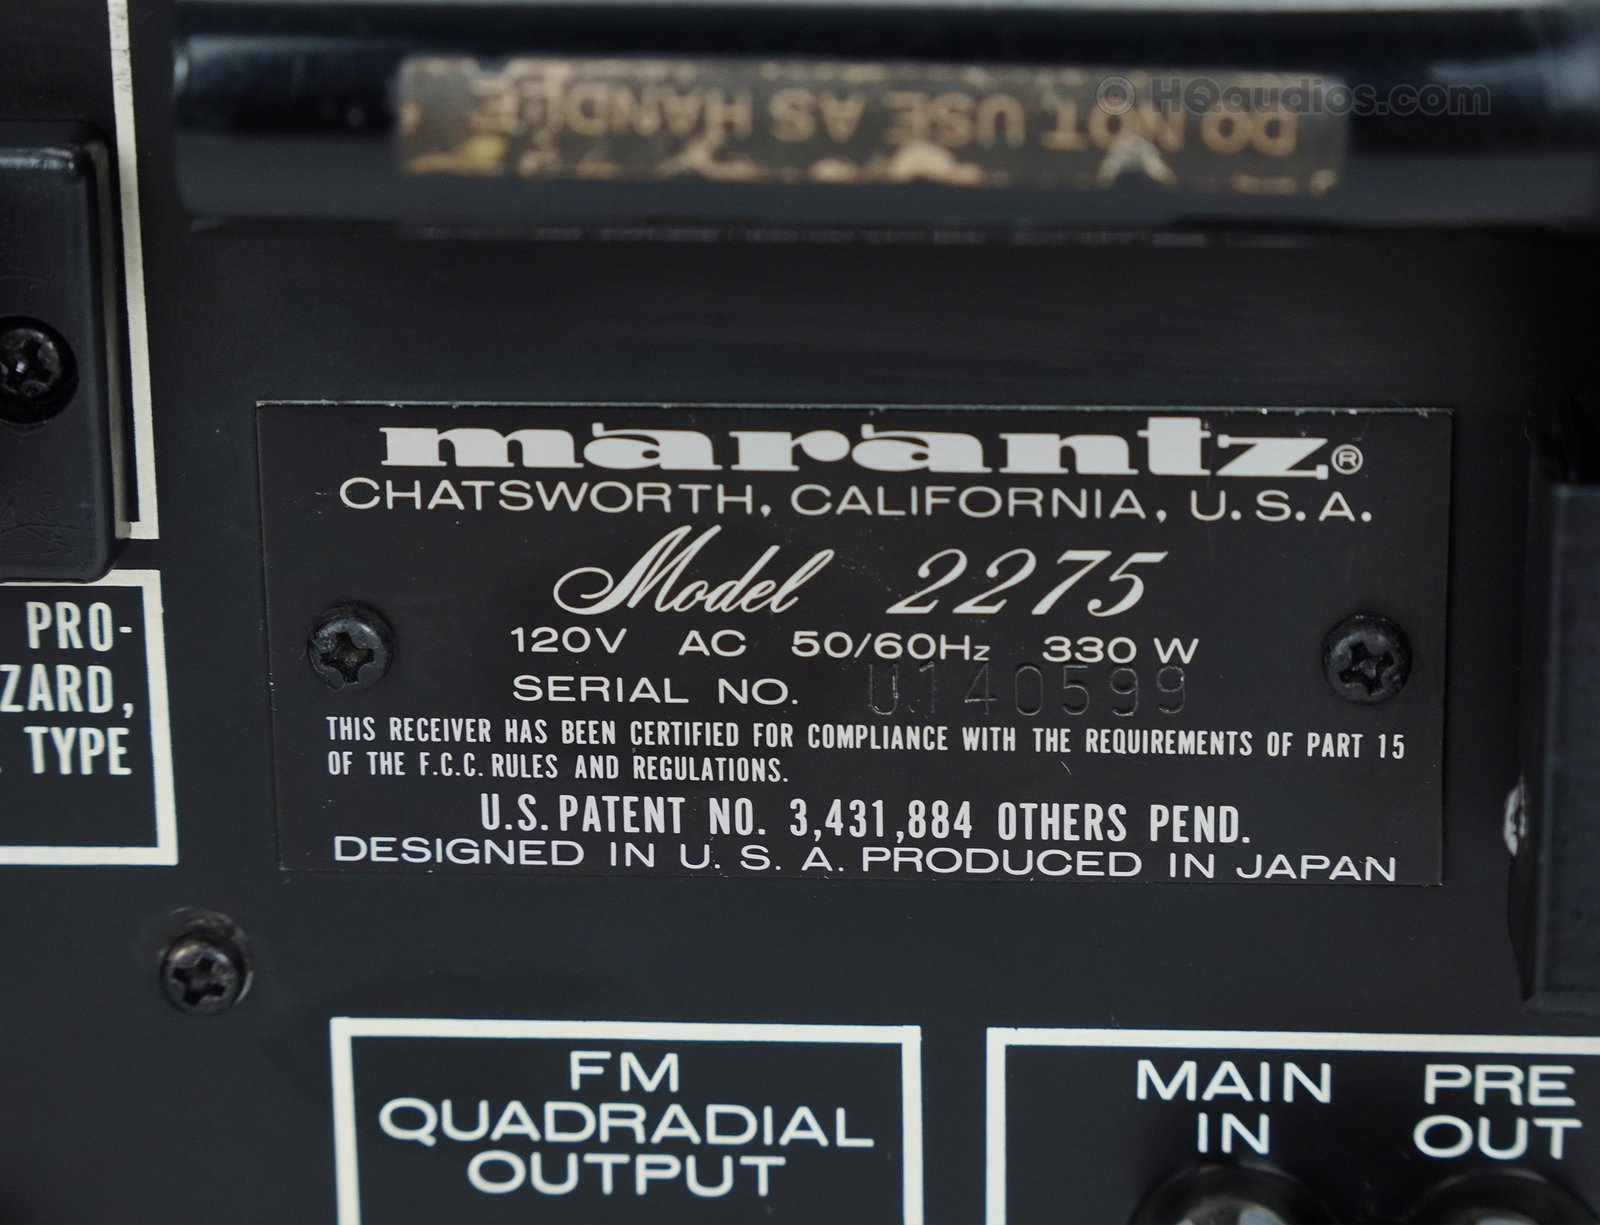 © HQaudios.com
DO NOT USE AS HANDLE
marantz®
CHATSWORTH, CALIFORNIA, U.S.A.
Model 2275
120V AC 50/60Hz 330 W
SERIAL NO. U140599
THIS RECEIVER HAS BEEN CERTIFIED FOR COMPLIANCE WITH THE REQUIREMENTS OF PART 15
OF THE F.C.C. RULES AND REGULATIONS.
U.S. PATENT NO. 3,431,884 OTHERS PEND.
DESIGNED IN U. S. A. PRODUCED IN JAPAN
PRO-
ZARD,
TYPE
FM
QUADRADIAL
OUTPUT
MAIN
IN
PRE
OUT